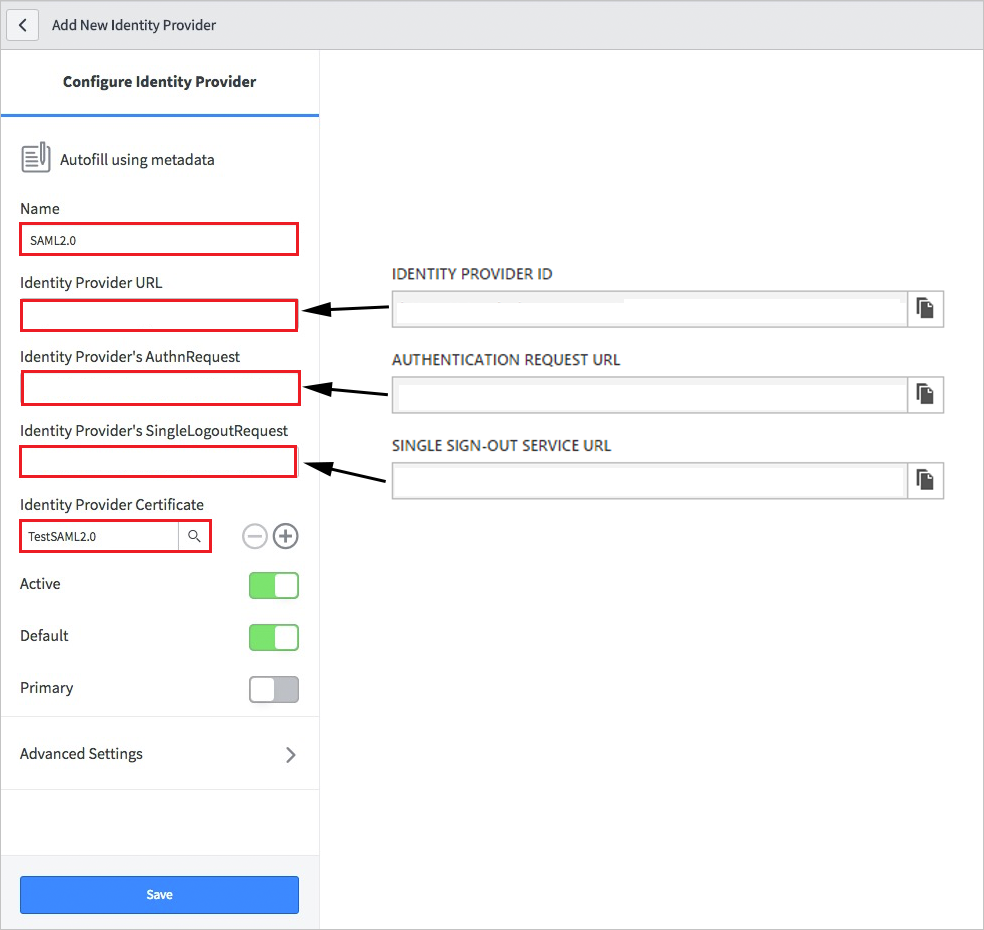 Add New Identity Provider
Configure Identity Provider
Autofill using metadata
Name
SAML2.0
Identity Provider URL
Identity Provider's AuthnRequest
Identity Provider's SingleLogoutRequest
Identity Provider Certificate
TestSAML2.0
Active
Default
Primary
Advanced Settings
Save
IDENTITY PROVIDER ID
AUTHENTICATION REQUEST URL
SINGLE SIGN-OUT SERVICE URL